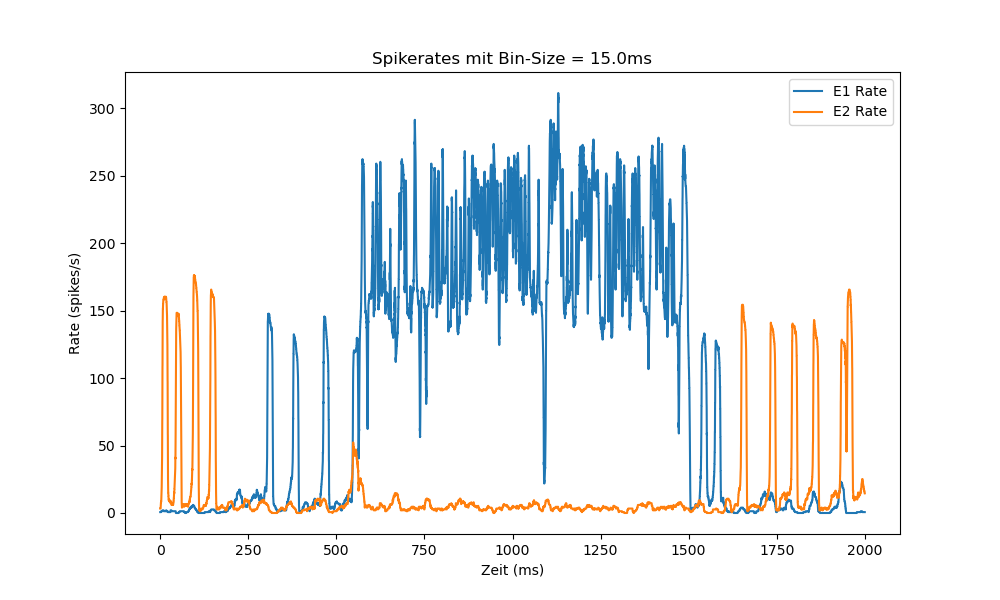 Spikerates mit Bin-Size = 15.0ms
E1 Rate
E2 Rate
Rate (spikes/s)
300
250
200
150
100
50
0
0 250 500 750 1000 1250 1500 1750 2000
Zeit (ms)